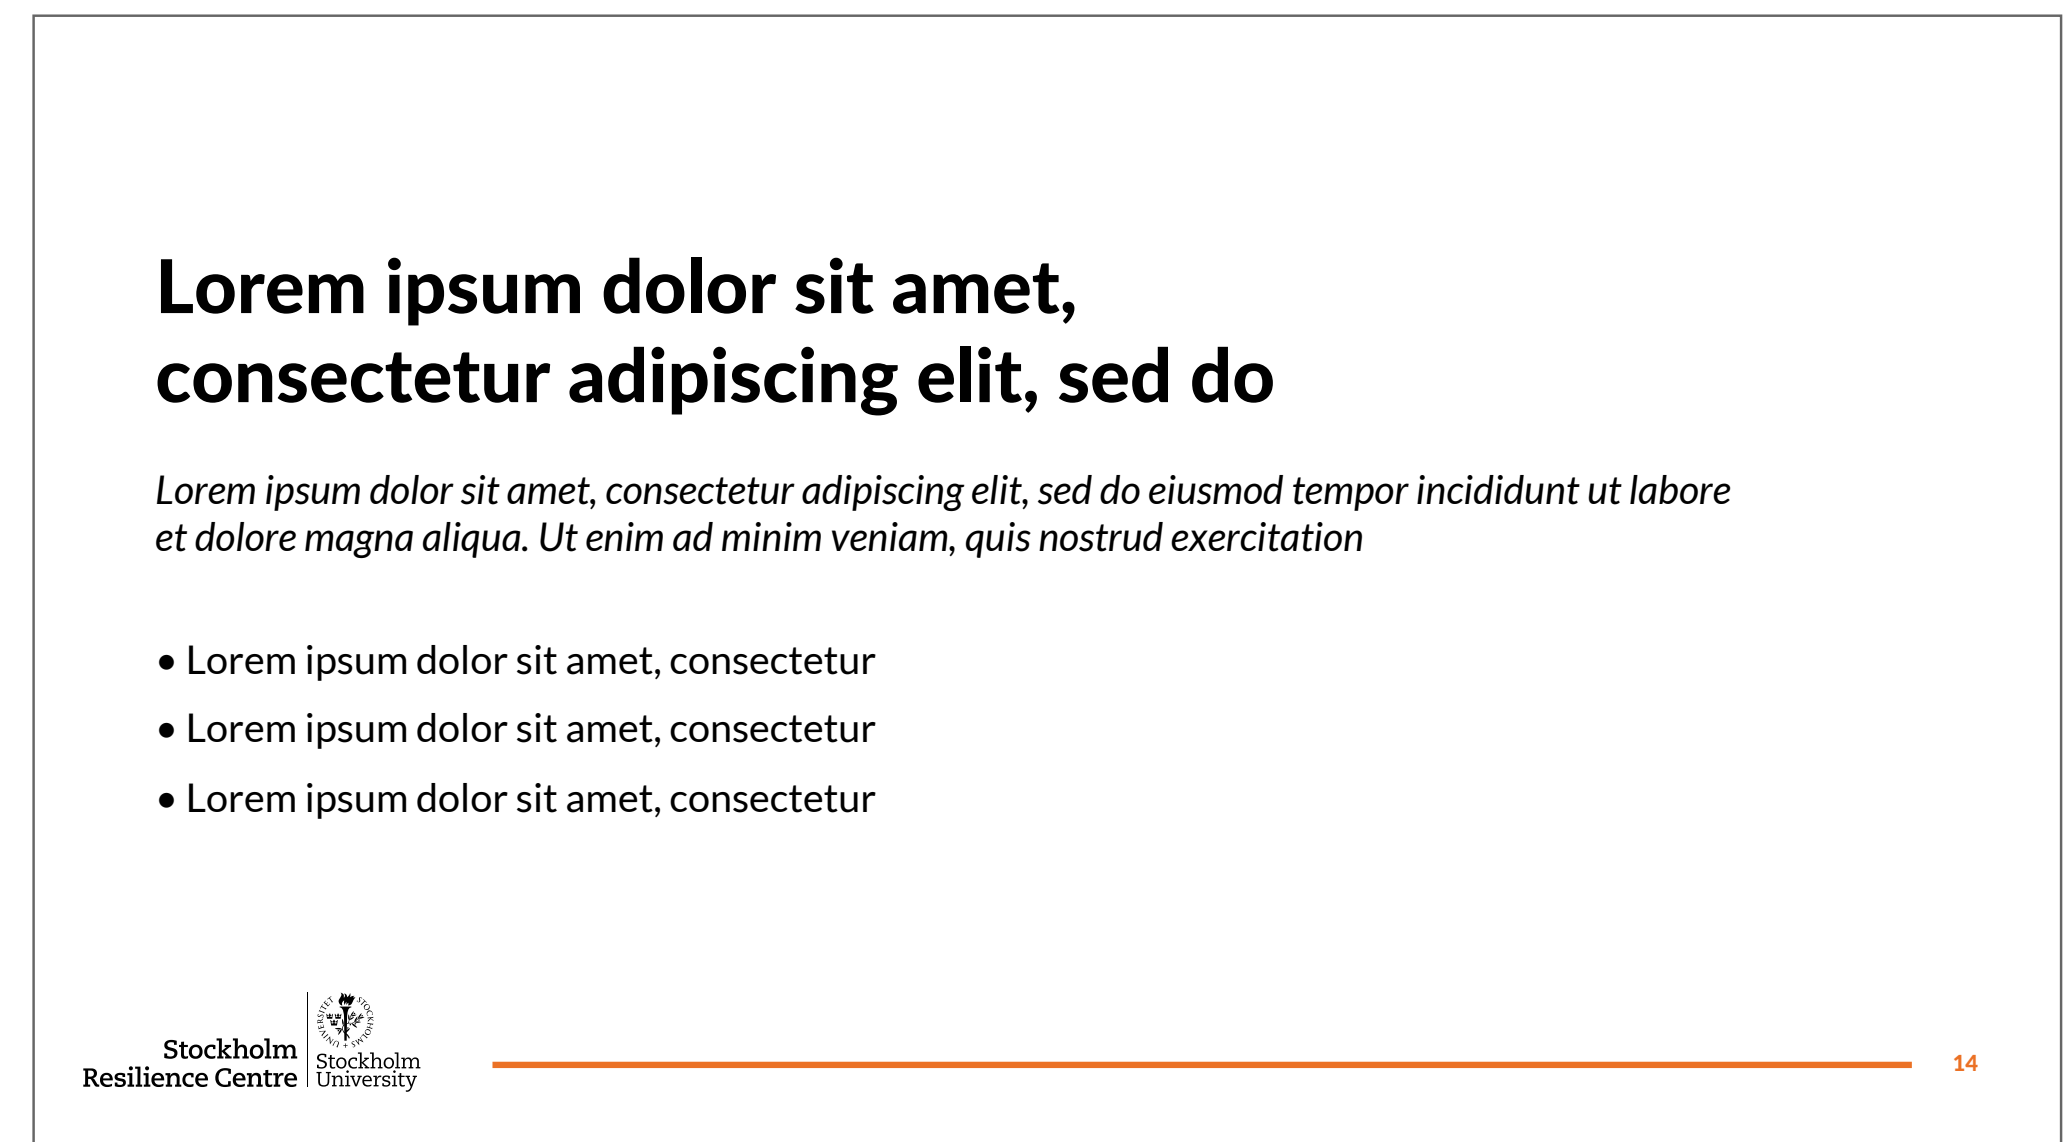 Lorem ipsum dolor sit amet,
consectetur adipiscing elit, sed do
Lorem ipsum dolor sit amet, consectetur adipiscing elit, sed do eiusmod tempor incididunt ut labore
et dolore magna aliqua. Ut enim ad minim veniam, quis nostrud exercitation
• Lorem ipsum dolor sit amet, consectetur
• Lorem ipsum dolor sit amet, consectetur
• Lorem ipsum dolor sit amet, consectetur
Stockholm
Resilience Centre
STOCKHOLMS + UNIVERSITET
Stockholm
University
14